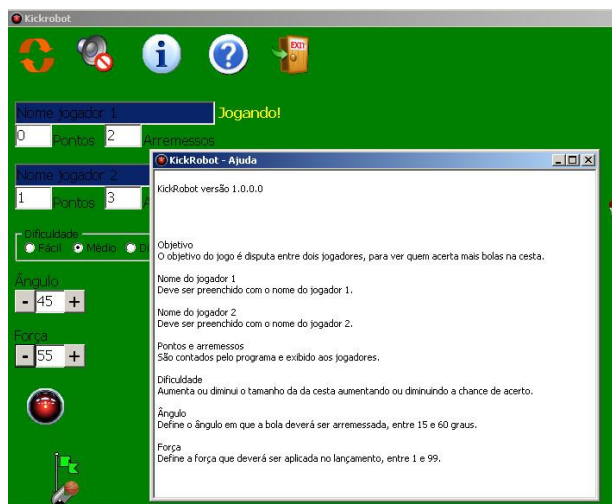 Kickrobot
EXIT
Nome jogador 1
Jogando!
0 Pontos 2 Arremessos
Nome jogador 2
1 Pontos 3
Dificuldade
Fácil Médio
Ângulo
- 45 +
Força
- 55 +
KickRobot - Ajuda
KickRobot versão 1.0.0.0
Objetivo
O objetivo do jogo é disputa entre dois jogadores, para ver quem acerta mais bolas na cesta.
Nome do jogador 1
Deve ser preenchido com o nome do jogador 1.
Nome do jogador 2
Deve ser preenchido com o nome do jogador 2.
Pontos e arremessos
São contados pelo programa e exibido aos jogadores.
Dificuldade
Aumenta ou diminui o tamanho da da cesta aumentando ou diminuindo a chance de acerto.
Ângulo
Define o ângulo em que a bola deverá ser arremessada, entre 15 e 60 graus.
Força
Define a força que deverá ser aplicada no lançamento, entre 1 e 99.